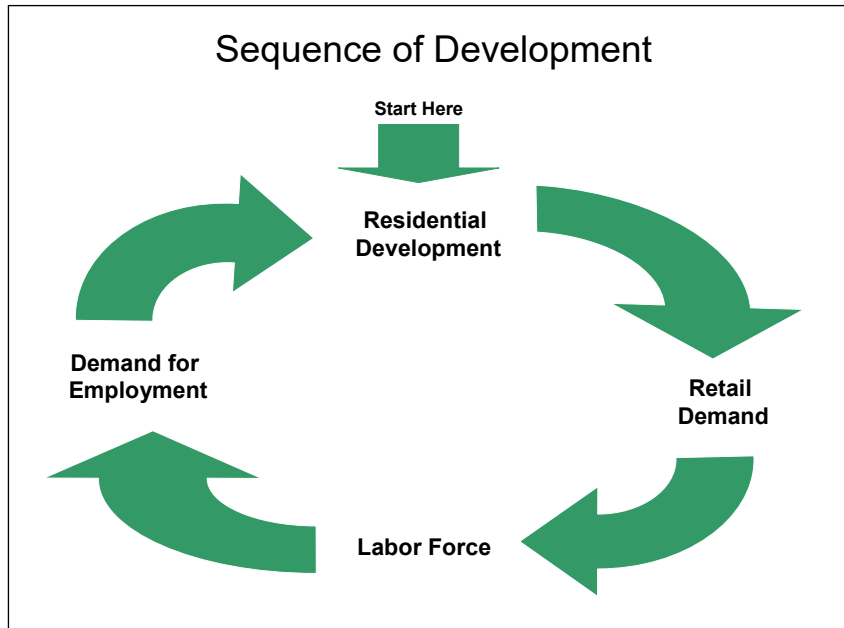 Sequence of Development
Start Here
Residential
Development
Retail
Demand
Labor Force
Demand for
Employment